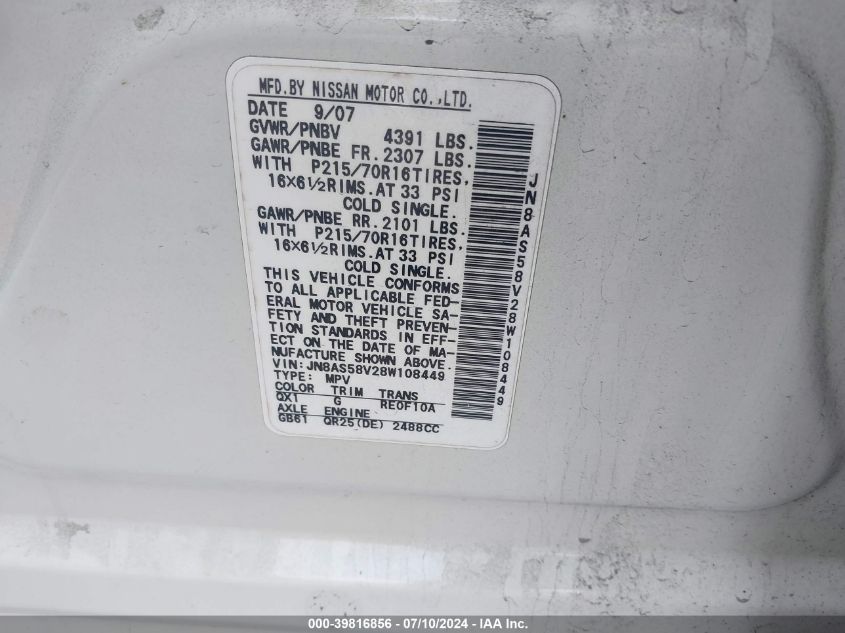 MFD.BY NISSAN MOTOR CO.,LTD.
DATE 9/07
GVWR/PNBV 4391 LBS.
GAWR/PNBE FR.2307 LBS.
WITH P215/70R16TIRES,
16X6½RIMS.AT 33 PSI
COLD SINGLE.
GAWR/PNBE RR.2101 LBS.
WITH P215/70R16TIRES,
16X6½RIMS.AT 33 PSI
COLD SINGLE.
THIS VEHICLE CONFORMS
TO ALL APPLICABLE FED-
ERAL MOTOR VEHICLE SA-
FETY AND THEFT PREVEN-
TION STANDARDS IN EFF-
ECT ON THE DATE OF MA-
NUFACTURE SHOWN ABOVE.
VIN:JN8AS58V28W108449
TYPE: MPV
COLOR TRIM TRANS
QX1 G RE0F10A
AXLE ENGINE
GB61 QR25(DE) 2488CC
JN8AS58V28W108449
000-39816856 - 07/10/2024 - IAA Inc.